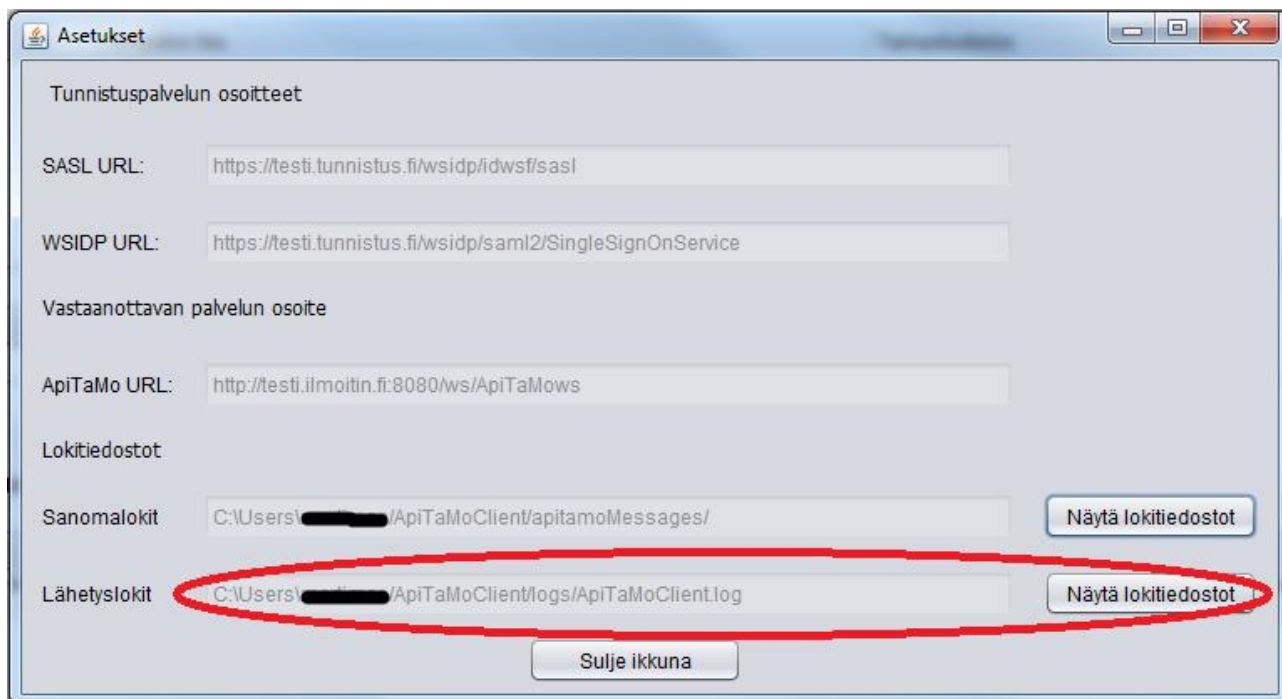 Asetukset
Tunnistuspalvelun osoitteet
SASL URL: https://testi.tunnistus.fi/wsidp/idwsf/sasl
WSIDP URL: https://testi.tunnistus.fi/wsidp/saml2/SingleSignOnService
Vastaanottavan palvelun osoite
ApiTaMo URL: http://testi.ilmoitin.fi:8080/ws/ApiTaMows
Lokitiedostot
Sanomalokit C:\Users\ /ApiTaMoClient/apitamoMessages/ Näytä lokitiedostot
Lähetyslokit C:\Users\ /ApiTaMoClient/logs/ApiTaMoClient.log Näytä lokitiedostot
Sulje ikkuna